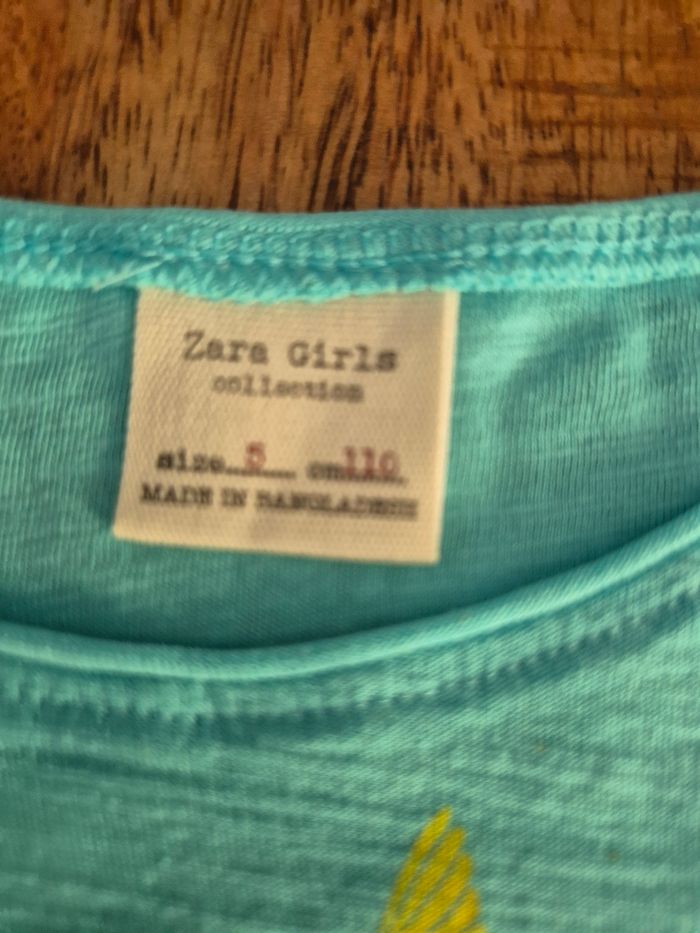 Zara Girls
collection
size 5 cm 110
MADE IN BANGLADESH